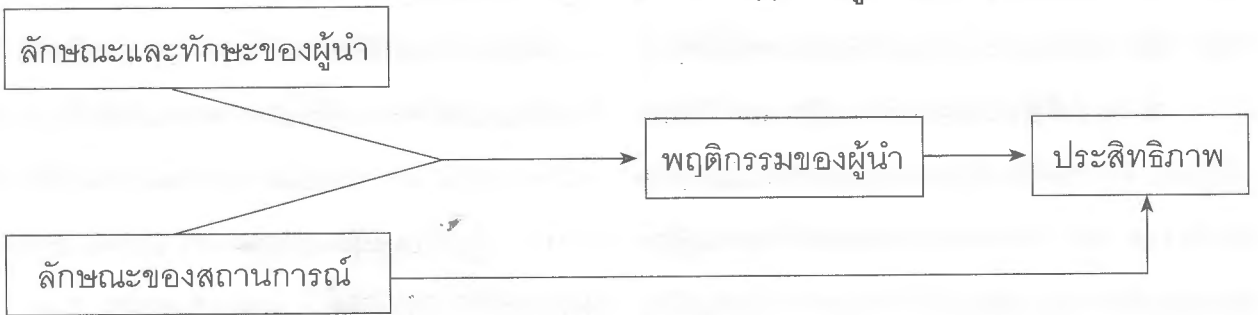 ลักษณะและทักษะของผู้นำ
พฤติกรรมของผู้นำ
ประสิทธิภาพ
ลักษณะของสถานการณ์